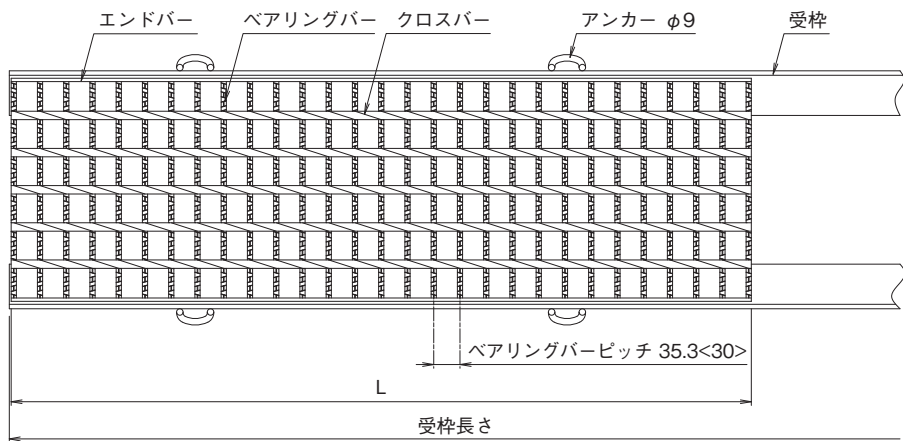 エンドバー
ベアリングバー
クロスバー
アンカー φ9
受枠
ベアリングバーピッチ 35.3<30>
L
受枠長さ